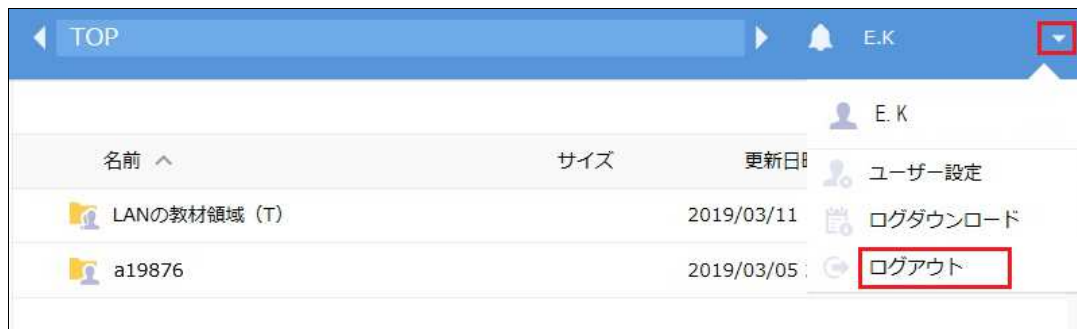 TOP
E.K
E. K
名前 サイズ 更新日
ユーザー設定
LANの教材領域（T） 2019/03/11
ログダウンロード
a19876 2019/03/05
ログアウト